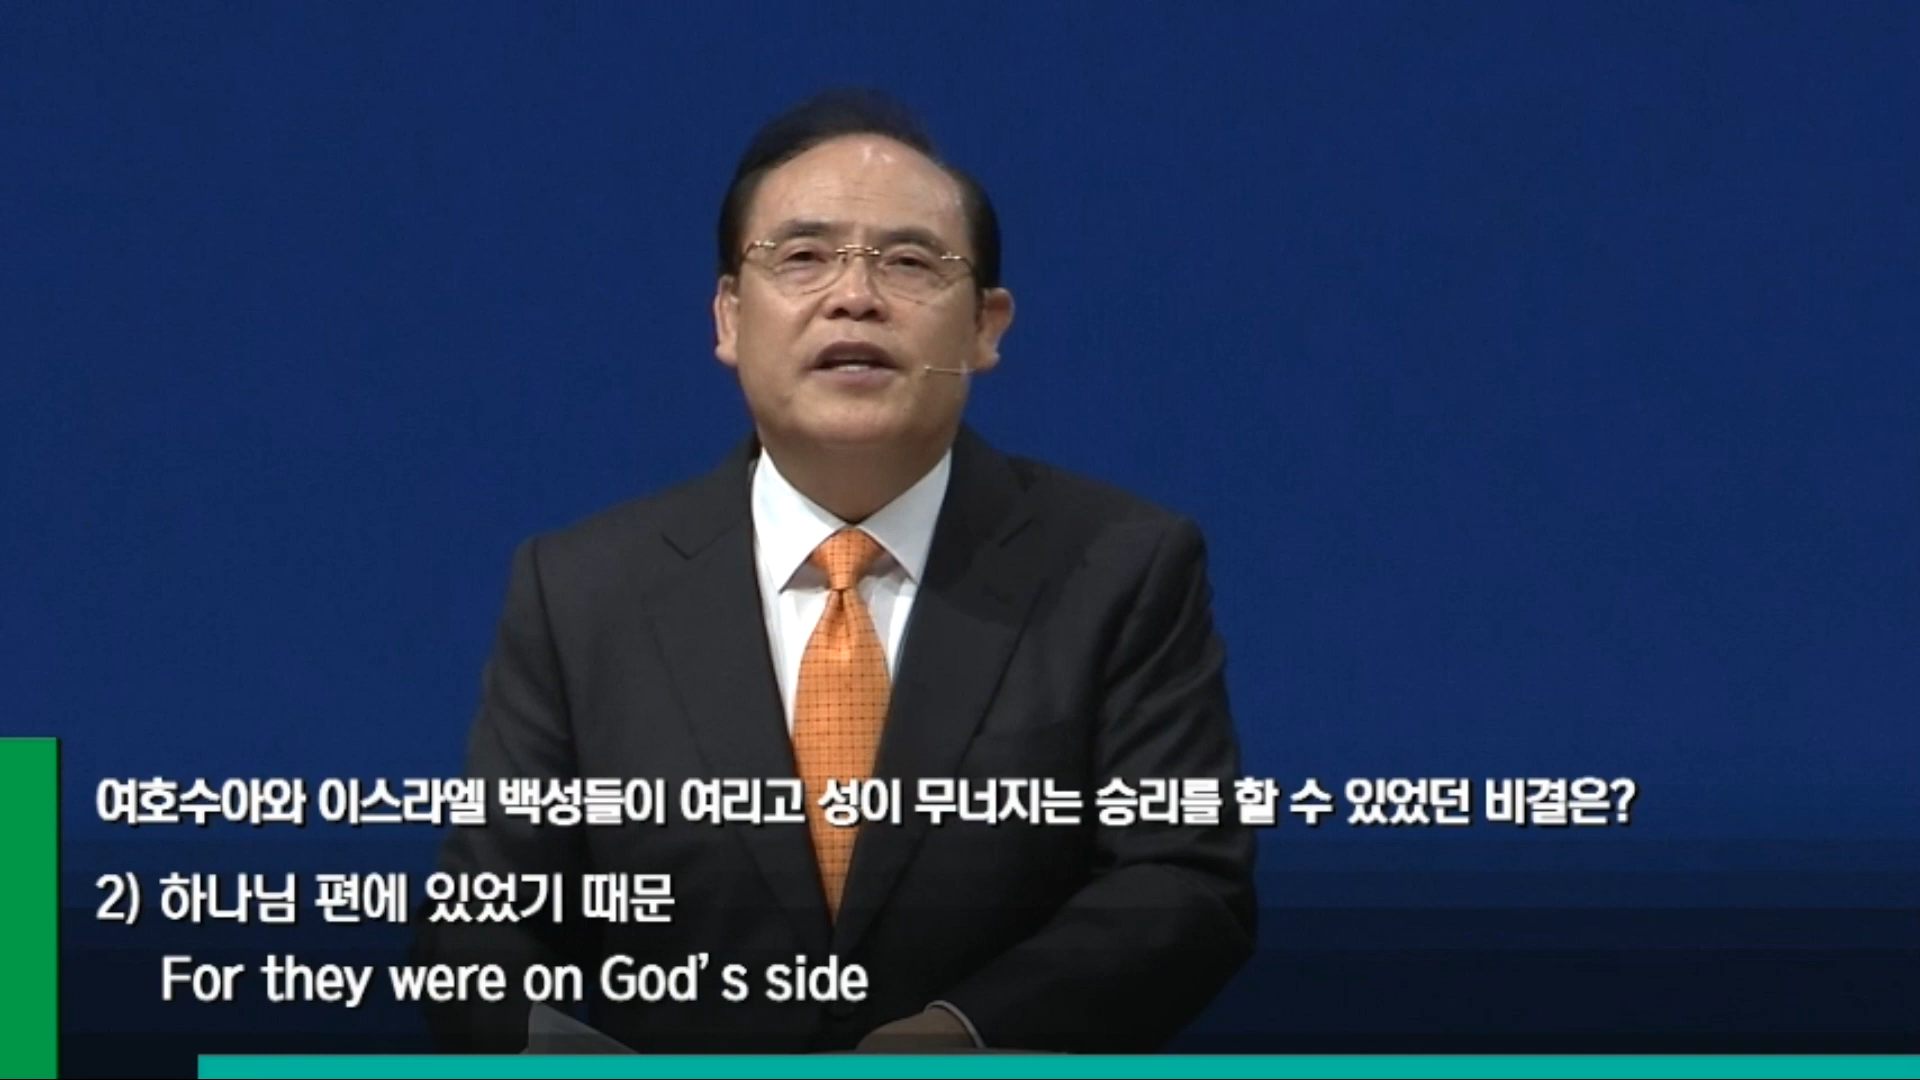 여호수아와 이스라엘 백성들이 여리고 성이 무너지는 승리를 할 수 있었던 비결은?
2) 하나님 편에 있었기 때문
For they were on God's side